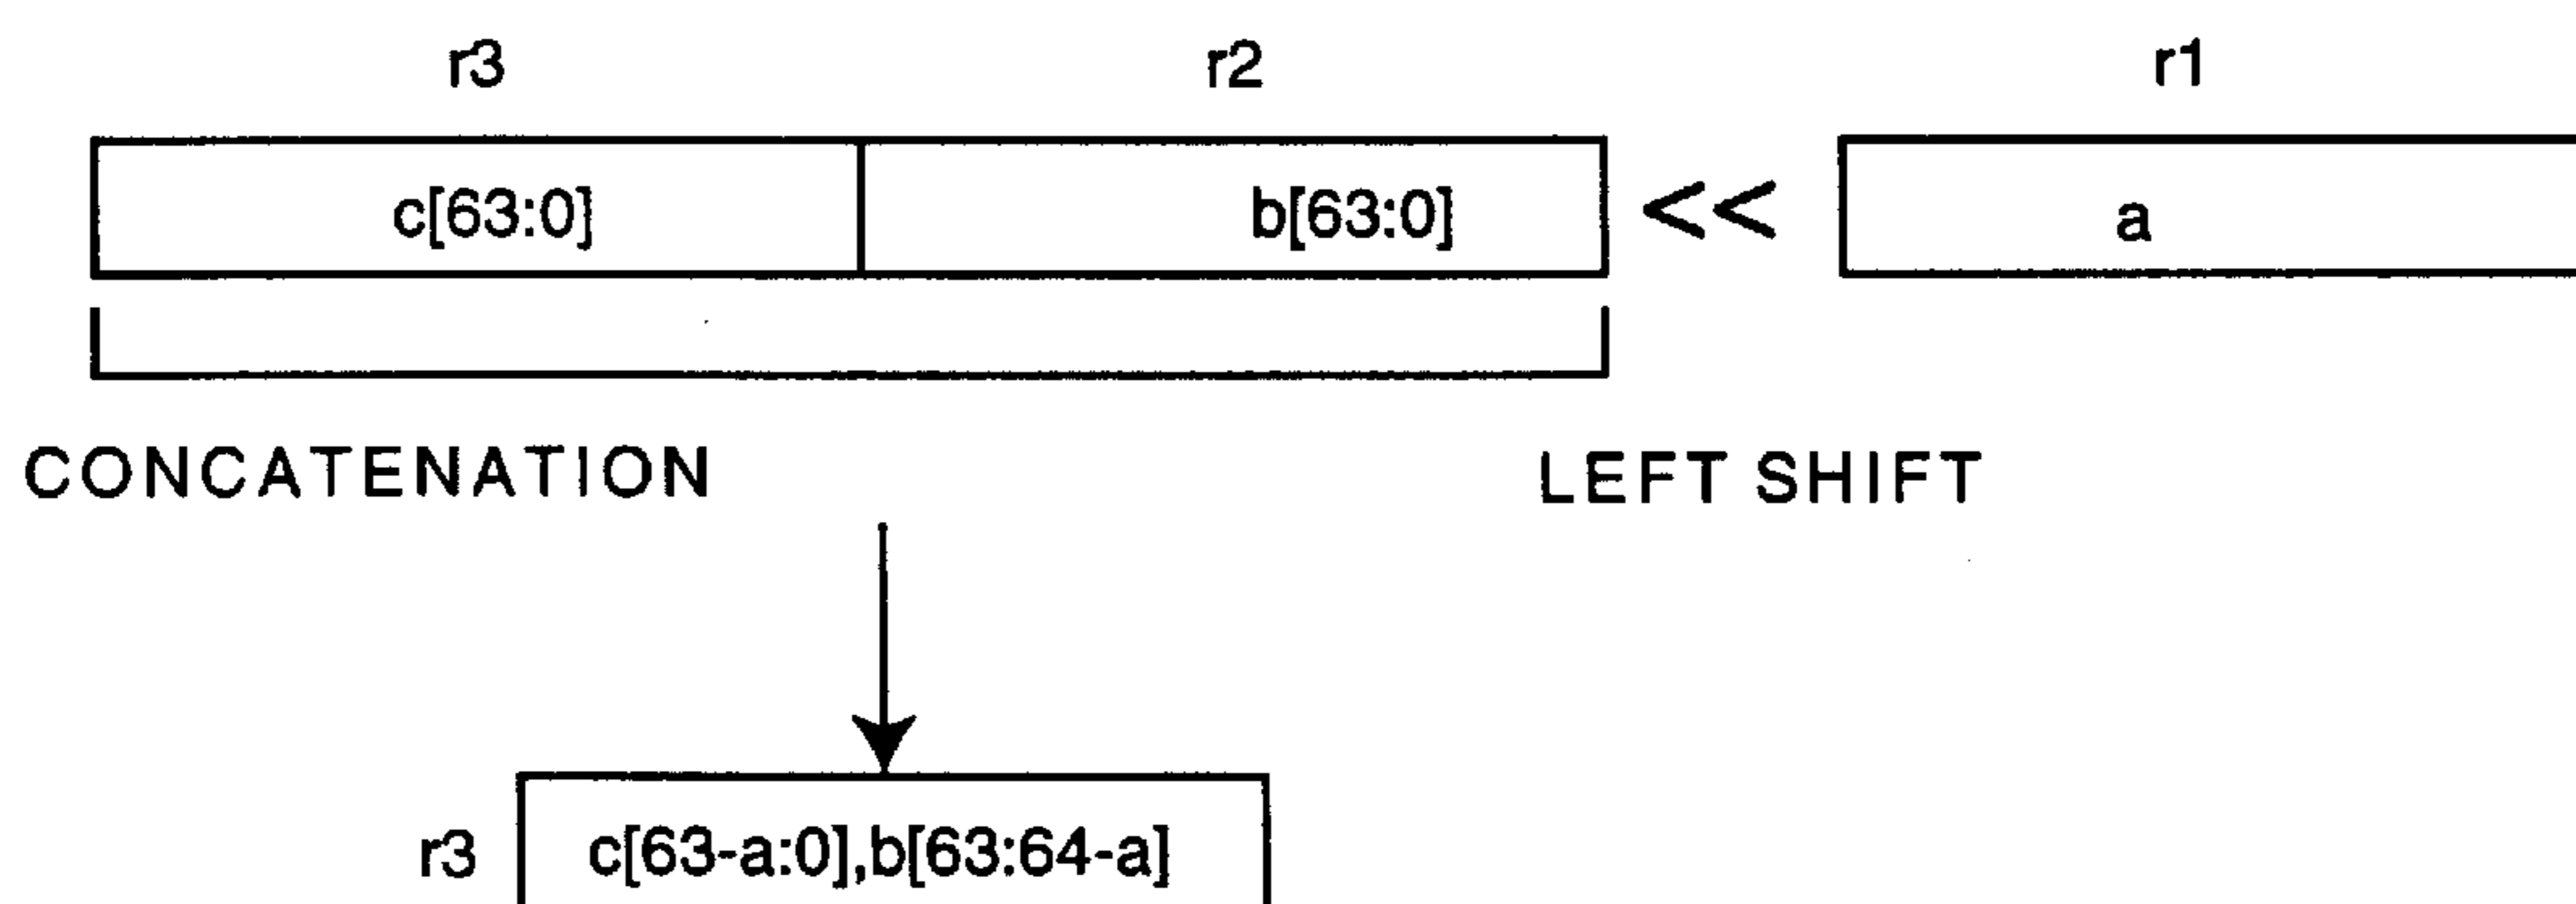 r3 r2 r1
c[63:0] b[63:0] << a
CONCATENATION LEFT SHIFT
r3 c[63-a:0],b[63:64-a]